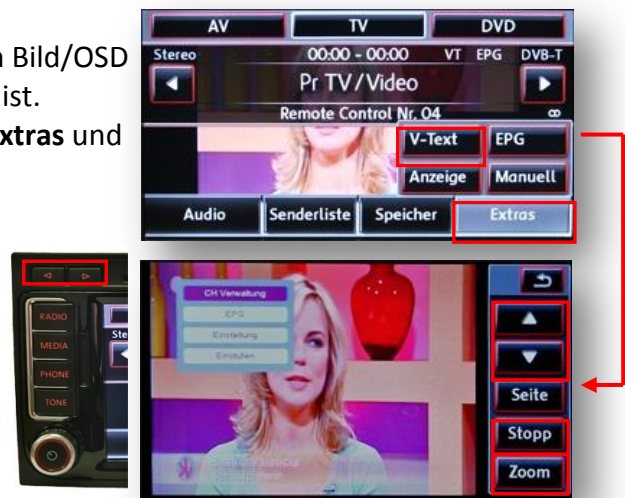 Bild/OSD
ist.
xtras und
AV TV DVD
Stereo 00:00 - 00:00 VT EPG DVB-T
Pr TV/Video
Remote Control Nr. 04
V-Text EPG
Anzeige Manuell
Audio Senderliste Speicher Extras
RADIO
MEDIA
PHONE
TONE
CH Verwaltung
EPG
Einstellung
Einlaufen
Seite
Stopp
Zoom